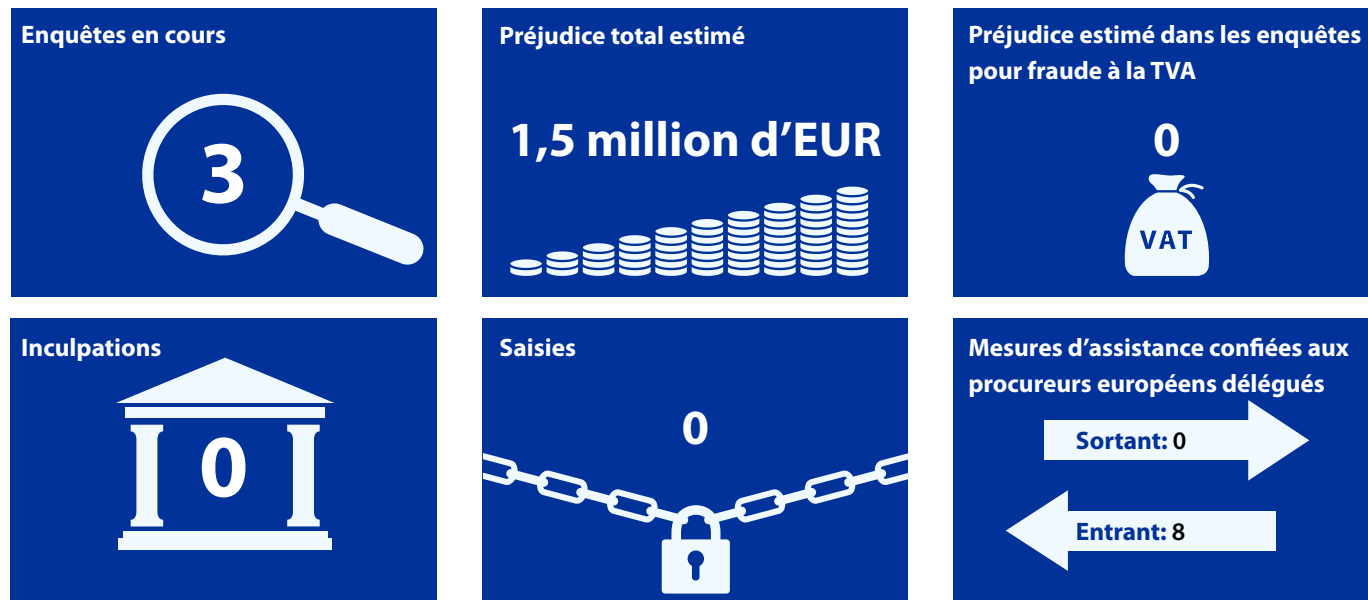 Enquêtes en cours
3
Préjudice total estimé
1,5 million d’EUR
Préjudice estimé dans les enquêtes
pour fraude à la TVA
0
VAT
Inculpations
0
Saisies
0
Mesures d’assistance confiées aux
procureurs européens délégués
Sortant: 0
Entrant: 8